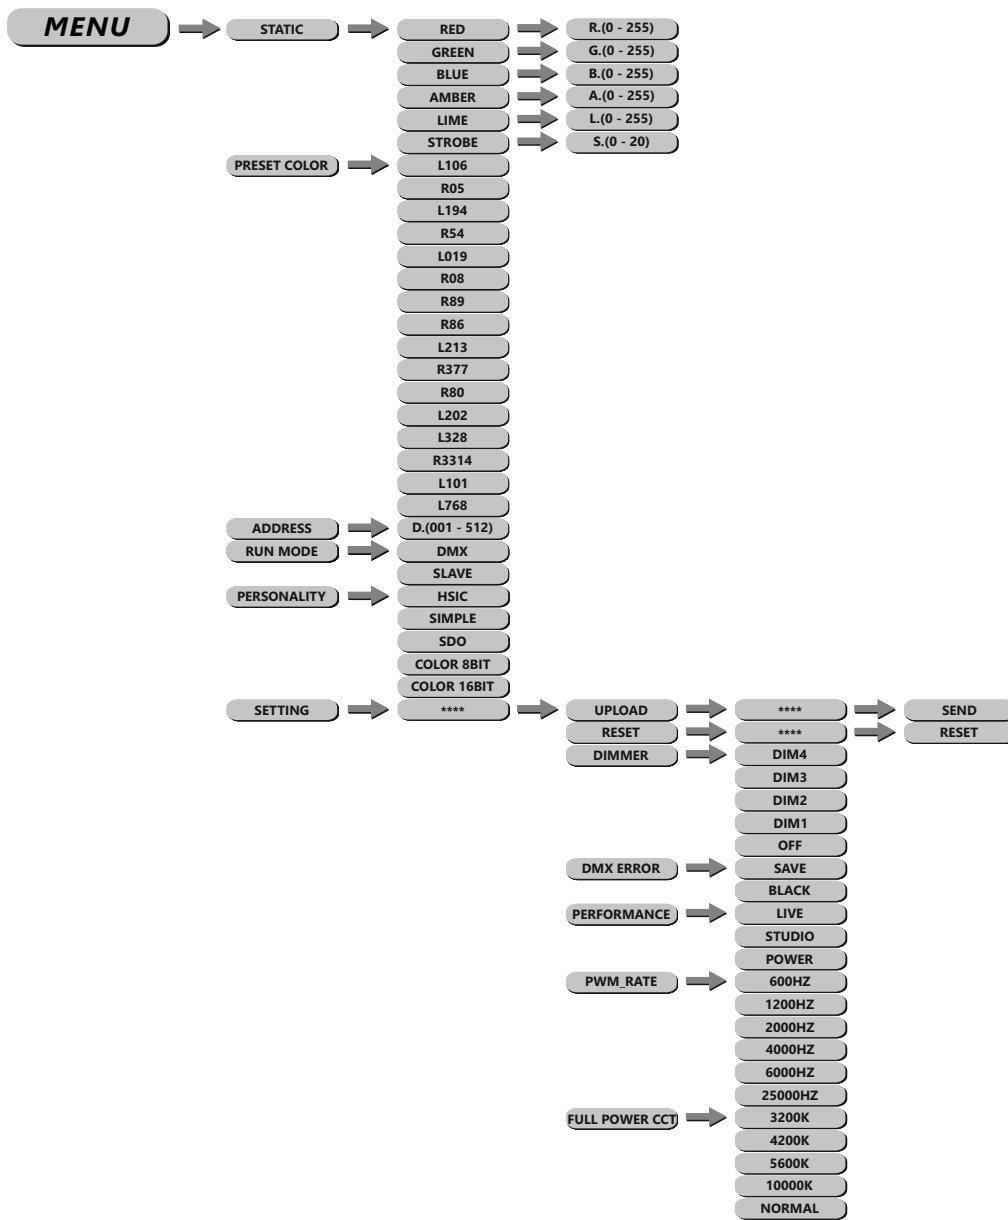 MENU STATIC RED R.(0 - 255)
GREEN G.(0 - 255)
BLUE B.(0 - 255)
AMBER A.(0 - 255)
LIME L.(0 - 255)
STROBE S.(0 - 20)
PRESET COLOR L106
R05
L194
R54
L019
R08
R89
R86
L213
R377
R80
L202
L328
R3314
L101
L768
ADDRESS D.(001 - 512)
RUN MODE DMX
SLAVE
PERSONALITY HSIC
SIMPLE
SDO
COLOR 8BIT
COLOR 16BIT
SETTING **** UPLOAD **** SEND
RESET **** RESET
DIMMER DIM4
DIM3
DIM2
DIM1
OFF
DMX ERROR SAVE
BLACK
PERFORMANCE LIVE
STUDIO
POWER
PWM_RATE 600HZ
1200HZ
2000HZ
4000HZ
6000HZ
25000HZ
FULL POWER CCT 3200K
4200K
5600K
10000K
NORMAL